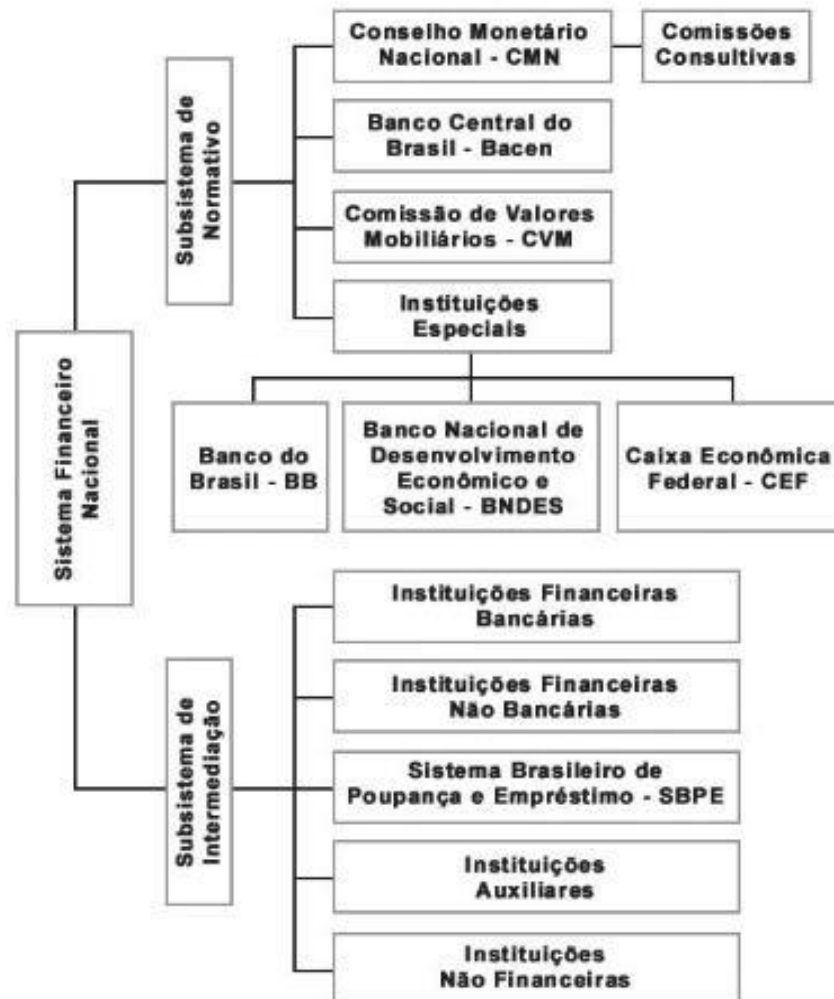 Sistema Financeiro
Nacional
Subsistema de
Normativo
Conselho Monetário
Nacional - CMN
Comissões
Consultivas
Banco Central do
Brasil - Bacen
Comissão de Valores
Mobiliários - CVM
Instituições
Especiais
Banco do
Brasil - BB
Banco Nacional de
Desenvolvimento
Econômico e
Social - BNDES
Caixa Econômica
Federal - CEF
Subsistema de
Intermediação
Instituições Financeiras
Bancárias
Instituições Financeiras
Não Bancárias
Sistema Brasileiro de
Poupança e Empréstimo - SBPE
Instituições
Auxiliares
Instituições
Não Financeiras